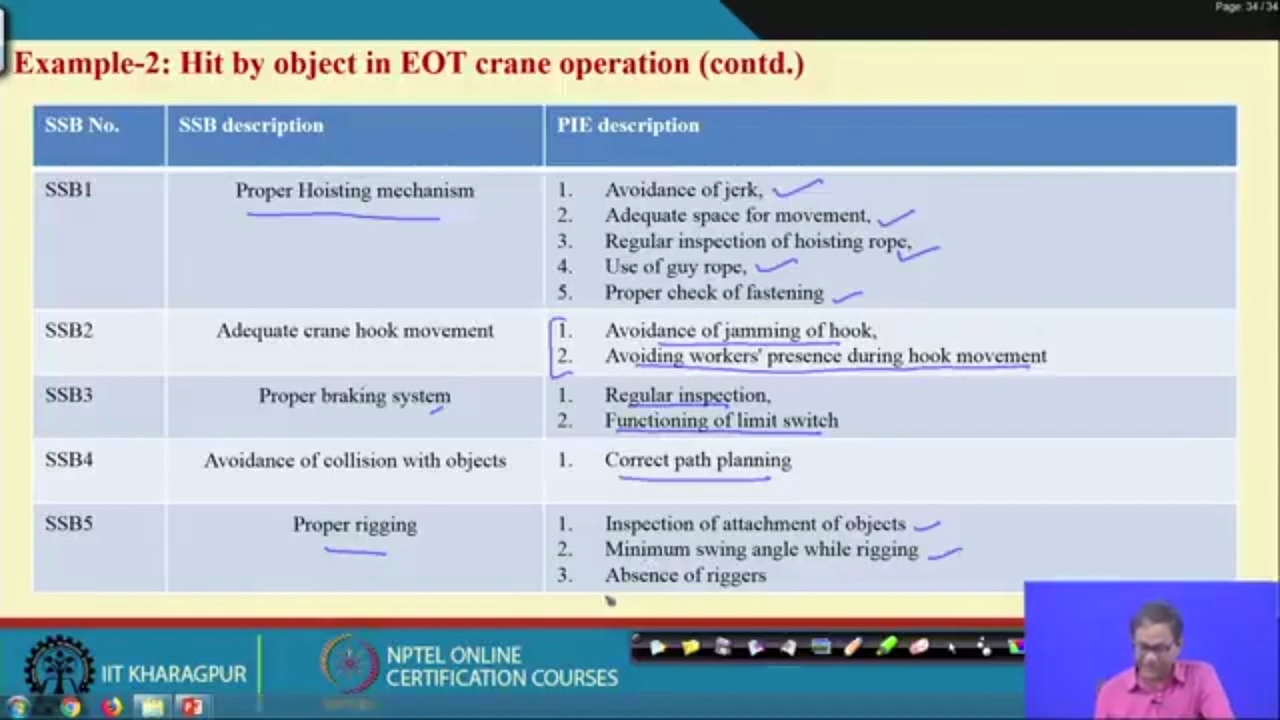 Page: 34 / 34
Example-2: Hit by object in EOT crane operation (contd.)
SSB No. SSB description PIE description
SSB1 Proper Hoisting mechanism 1. Avoidance of jerk,
2. Adequate space for movement,
3. Regular inspection of hoisting rope,
4. Use of guy rope,
5. Proper check of fastening
SSB2 Adequate crane hook movement 1. Avoidance of jamming of hook,
2. Avoiding workers' presence during hook movement
SSB3 Proper braking system 1. Regular inspection,
2. Functioning of limit switch
SSB4 Avoidance of collision with objects 1. Correct path planning
SSB5 Proper rigging 1. Inspection of attachment of objects
2. Minimum swing angle while rigging
3. Absence of riggers
IIT KHARAGPUR
NPTEL ONLINE
CERTIFICATION COURSES